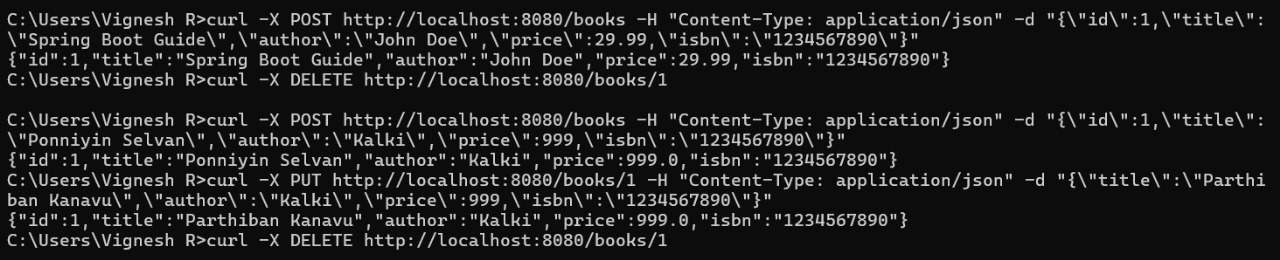 C:\Users\Vignesh R>curl -X POST http://localhost:8080/books -H "Content-Type: application/json" -d "{\"id\":1,\"title\":
\"Spring Boot Guide\",\"author\":\"John Doe\",\"price\":29.99,\"isbn\":\"1234567890\"}"
{"id":1,"title":"Spring Boot Guide","author":"John Doe","price":29.99,"isbn":"1234567890"}
C:\Users\Vignesh R>curl -X DELETE http://localhost:8080/books/1
C:\Users\Vignesh R>curl -X POST http://localhost:8080/books -H "Content-Type: application/json" -d "{\"id\":1,\"title\":
\"Ponniyin Selvan\",\"author\":\"Kalki\",\"price\":999,\"isbn\":\"1234567890\"}"
{"id":1,"title":"Ponniyin Selvan","author":"Kalki","price":999.0,"isbn":"1234567890"}
C:\Users\Vignesh R>curl -X PUT http://localhost:8080/books/1 -H "Content-Type: application/json" -d "{\"title\":\"Parthi
ban Kanavu\",\"author\":\"Kalki\",\"price\":999,\"isbn\":\"1234567890\"}"
{"id":1,"title":"Parthiban Kanavu","author":"Kalki","price":999.0,"isbn":"1234567890"}
C:\Users\Vignesh R>curl -X DELETE http://localhost:8080/books/1